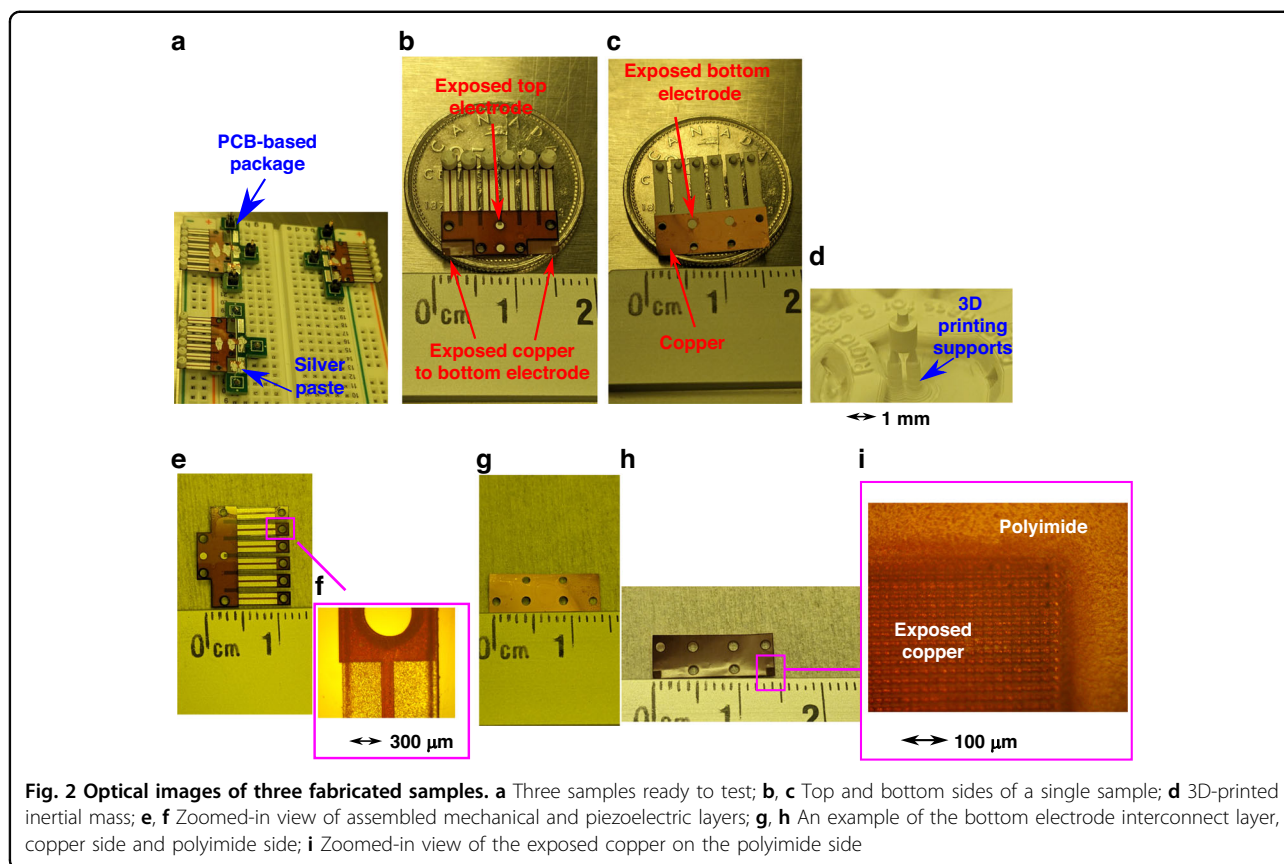 a
b
c
Exposed top
electrode
Exposed bottom
electrode
PCB-based
package
CANAD
0 cm 1 2
0 cm 1 2
d
3D
printing
supports
Silver
paste
Exposed copper
to bottom electrode
Copper
1 mm
e
g
h
i
Polyimide
f
Exposed
copper
0 cm 1
0 cm 1
0 cm 1 2
300 μm
100 μm
Fig. 2 Optical images of three fabricated samples. a Three samples ready to test; b, c Top and bottom sides of a single sample; d 3D-printed
inertial mass; e, f Zoomed-in view of assembled mechanical and piezoelectric layers; g, h An example of the bottom electrode interconnect layer,
copper side and polyimide side; i Zoomed-in view of the exposed copper on the polyimide side